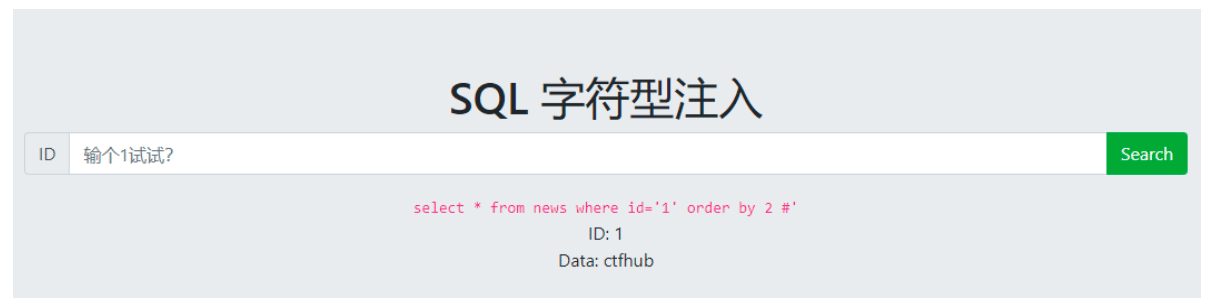 SQL 字符型注入
ID 输个1试试? Search
select * from news where id='1' order by 2 #'
ID: 1
Data: ctfhub